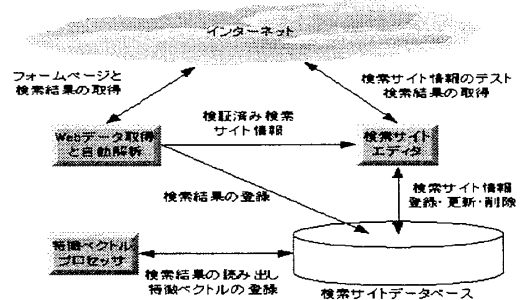 インターネット
フォームページと
検索結果の取得
検索サイト情報のテスト
検索結果の取得
検証済み検索
サイト情報
Webデータ取得
と自動解析
検索サイト
エディタ
検索結果の登録
検索サイト情報
登録・更新・削除
特徴ベクトル
プロセッサ
検索結果の読み出し
特徴ベクトルの登録
検索サイトデータベース